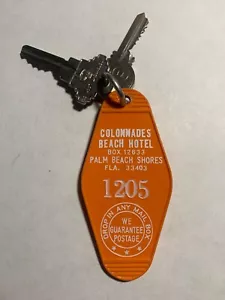 COLONNADES
BEACH HOTEL
BOX 12633
PALM BEACH SHORES
FLA. 33403
1205
DROP IN ANY MAIL BOX
WE
GUARANTEE
POSTAGE